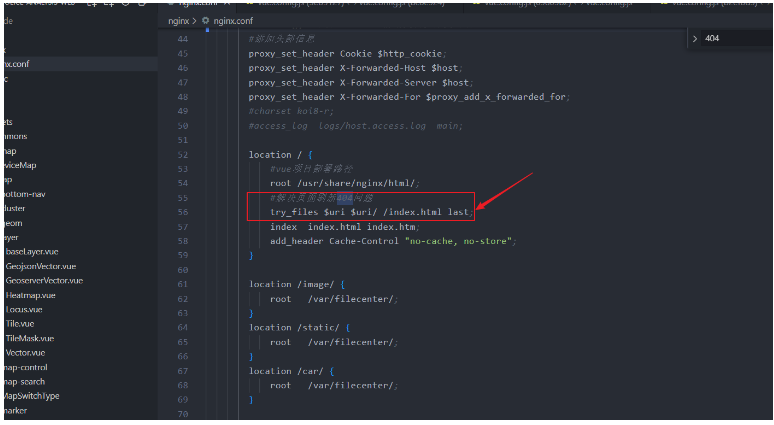 nginx.conf
nginx > nginx.conf
404
nx.conf
mmons
erviceMap
bottom-nav
luster
geom
ayer
baseLayer.vue
GeojsonVector.vue
GeoserverVector.vue
Heatmap.vue
Locus.vue
Tile.vue
TileMask.vue
Vector.vue
map-control
map-search
MapSwitchType
marker
44 #添加头部信息
45 proxy_set_header Cookie $http_cookie;
46 proxy_set_header X-Forwarded-Host $host;
47 proxy_set_header X-Forwarded-Server $host;
48 proxy_set_header X-Forwarded-For $proxy_add_x_forwarded_for;
49 #charset koi8-r;
50 #access_log logs/host.access.log main;
51
52 location / {
53 #vue项目部署路径
54 root /usr/share/nginx/html/;
55 #解决页面刷新404问题
56 try_files $uri $uri/ /index.html last;
57 index index.html index.htm;
58 add_header Cache-Control "no-cache, no-store";
59 }
60
61 location /image/ {
62 root /var/filecenter/;
63 }
64 location /static/ {
65 root /var/filecenter/;
66 }
67 location /car/ {
68 root /var/filecenter/;
69 }
70